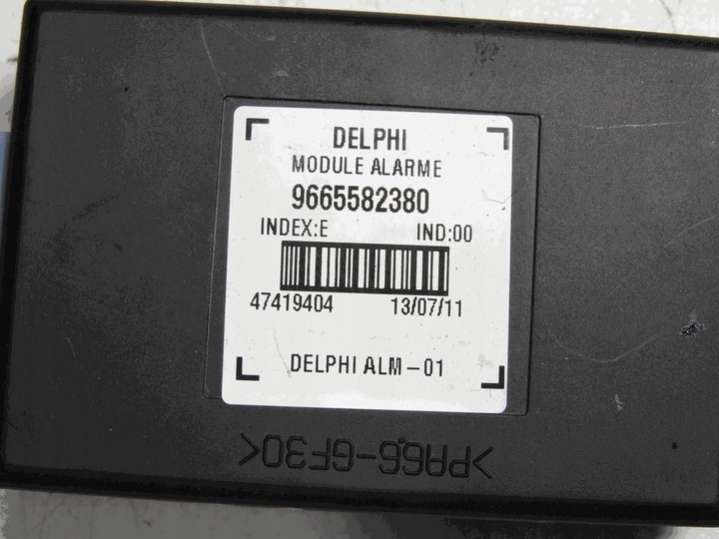 DELPHI
MODULE ALARME
9665582380
INDEX:E IND:00
47419404 13/07/11
DELPHI ALM-01
>PA66-GF30<